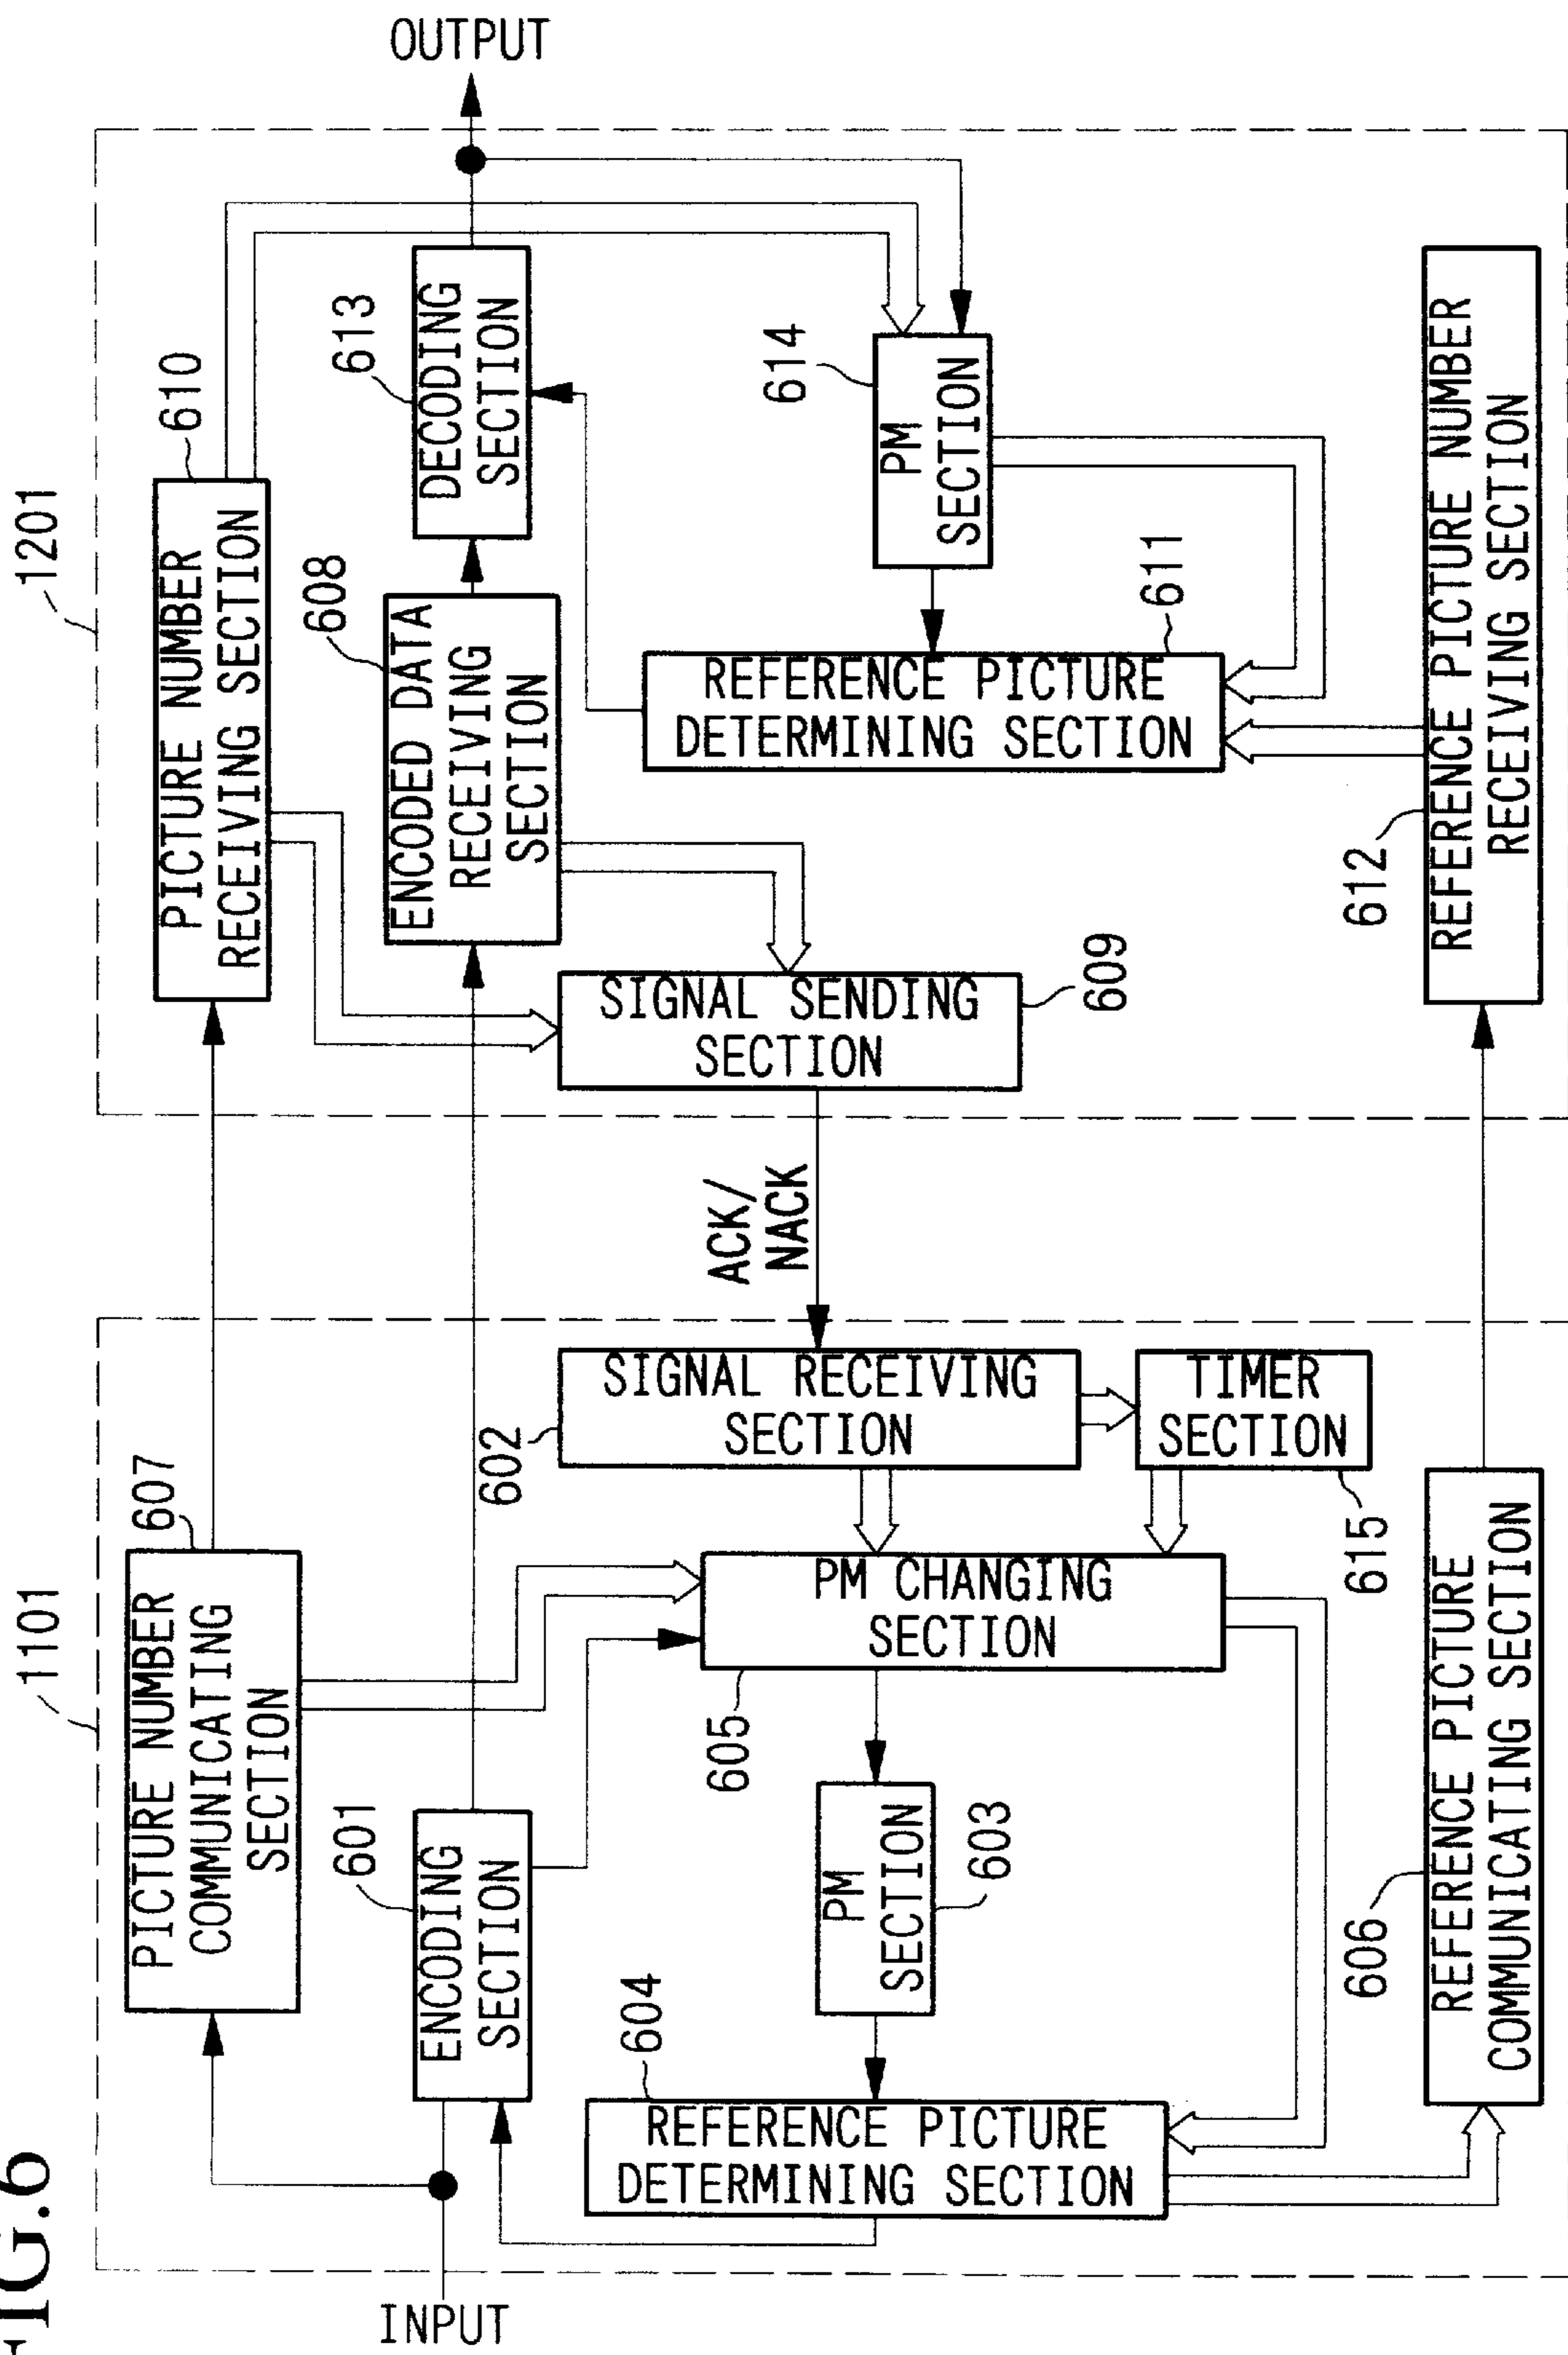 FIG.6
1101
1201
PICTURE NUMBER
COMMUNICATING
SECTION
607
PICTURE NUMBER
RECEIVING SECTION
610
INPUT
ENCODING
SECTION
601
ENCODED DATA
RECEIVING
SECTION
608
DECODING
SECTION
613
OUTPUT
REFERENCE PICTURE
DETERMINING SECTION
604
PM
SECTION
603
PM CHANGING
SECTION
605
SIGNAL RECEIVING
SECTION
602
TIMER
SECTION
615
ACK/
NACK
SIGNAL SENDING
SECTION
609
REFERENCE PICTURE
DETERMINING SECTION
611
PM
SECTION
614
REFERENCE PICTURE
COMMUNICATING SECTION
606
REFERENCE PICTURE NUMBER
RECEIVING SECTION
612